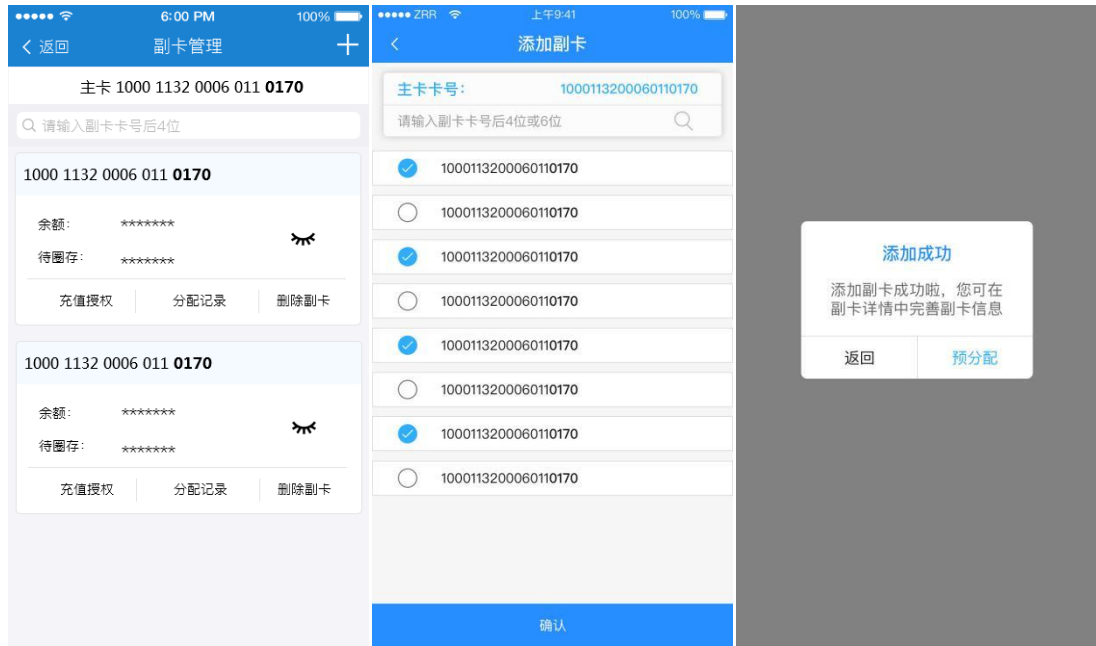 6:00 PM 100%
返回 副卡管理
主卡 1000 1132 0006 011 0170
请输入副卡卡号后4位
1000 1132 0006 011 0170
余额: *******
待圈存: *******
充值授权 分配记录 删除副卡
1000 1132 0006 011 0170
余额: *******
待圈存: *******
充值授权 分配记录 删除副卡
ZRR 上午9:41 100%
添加副卡
主卡卡号: 1000113200060110170
请输入副卡卡号后4位或6位
1000113200060110170
1000113200060110170
1000113200060110170
1000113200060110170
1000113200060110170
1000113200060110170
1000113200060110170
1000113200060110170
确认
添加成功
添加副卡成功啦，您可在
副卡详情中完善副卡信息
返回 预分配